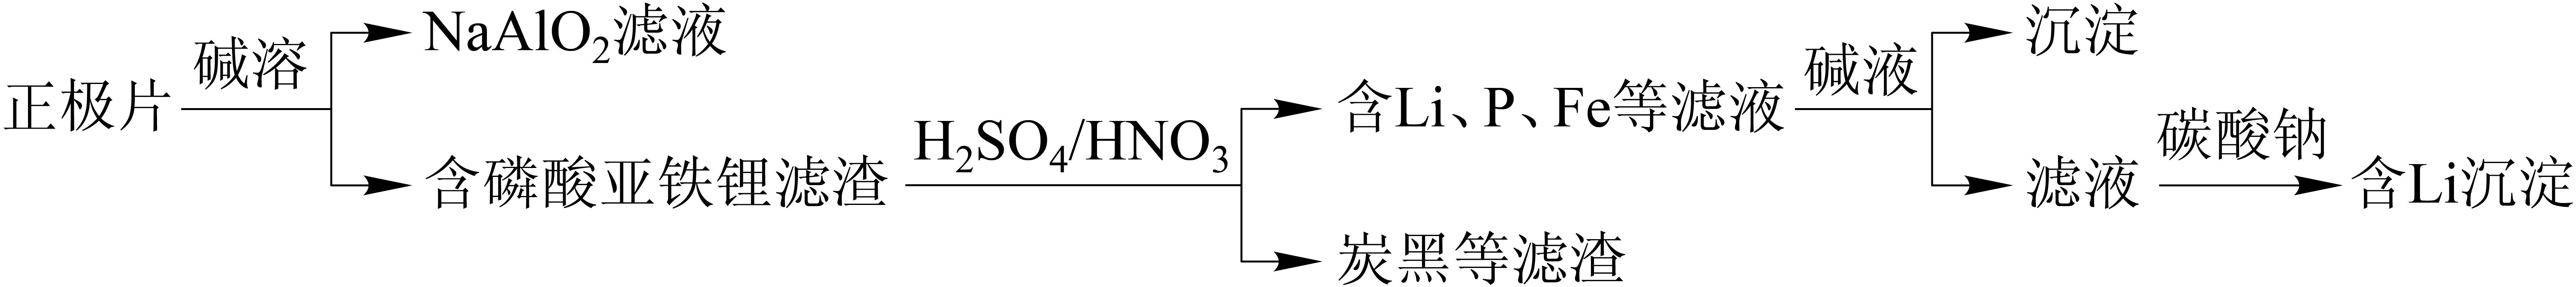 正极片
碱溶
NaAlO₂滤液
含磷酸亚铁锂滤渣
H₂SO₄/HNO₃
含Li、P、Fe等滤液
炭黑等滤渣
碱液
沉淀
滤液
碳酸钠
含Li沉淀